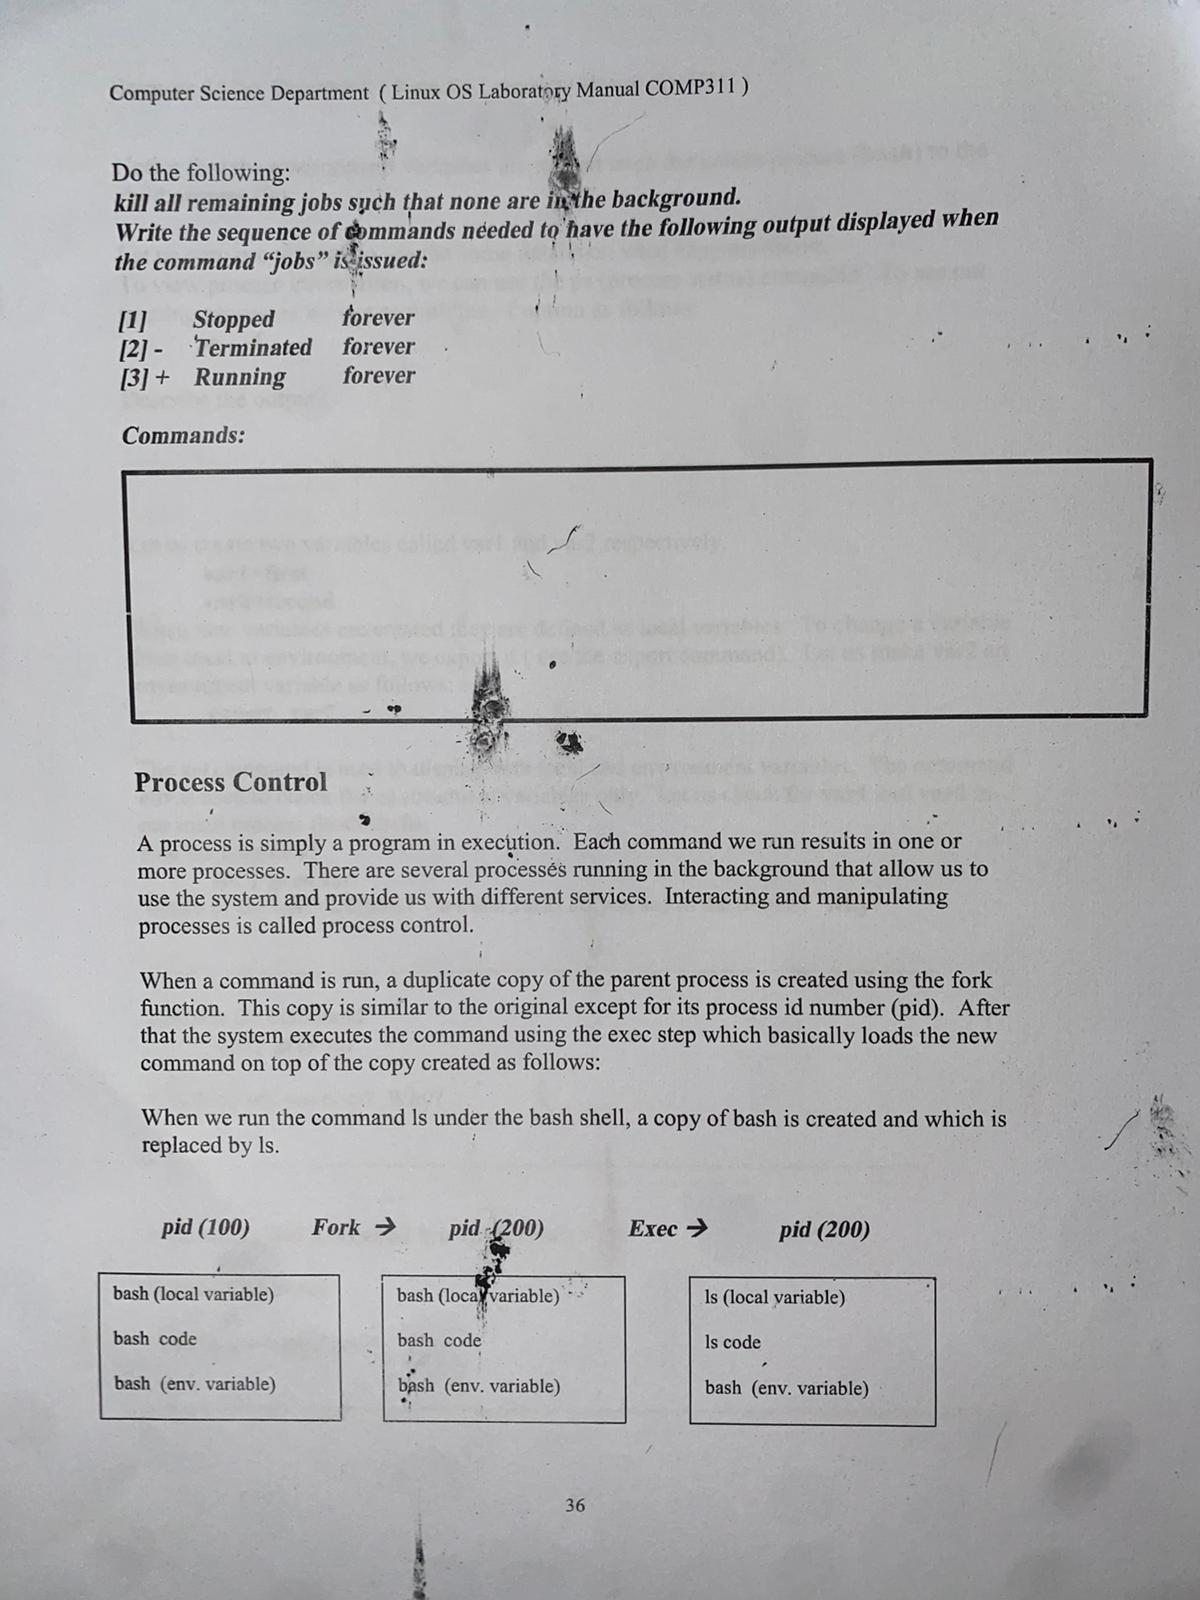 Computer Science Department ( Linux OS Laboratory Manual COMP311 )
Do the following:
kill all remaining jobs such that none are in the background.
Write the sequence of commands needed to have the following output displayed when
the command “jobs” is issued:
[1] Stopped forever
[2] - Terminated forever
[3] + Running forever
Commands:
Process Control
A process is simply a program in execution. Each command we run results in one or
more processes. There are several processes running in the background that allow us to
use the system and provide us with different services. Interacting and manipulating
processes is called process control.
When a command is run, a duplicate copy of the parent process is created using the fork
function. This copy is similar to the original except for its process id number (pid). After
that the system executes the command using the exec step which basically loads the new
command on top of the copy created as follows:
When we run the command ls under the bash shell, a copy of bash is created and which is
replaced by ls.
pid (100) Fork → pid (200) Exec → pid (200)
bash (local variable) bash (local variable) ls (local variable)
bash code bash code ls code
bash (env. variable) bash (env. variable) bash (env. variable)
36